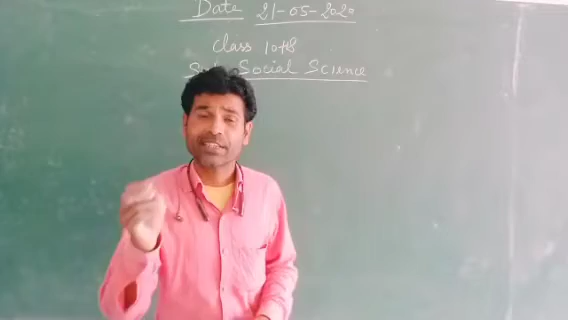 Date 21-05-2020
Class 10th
Social Science